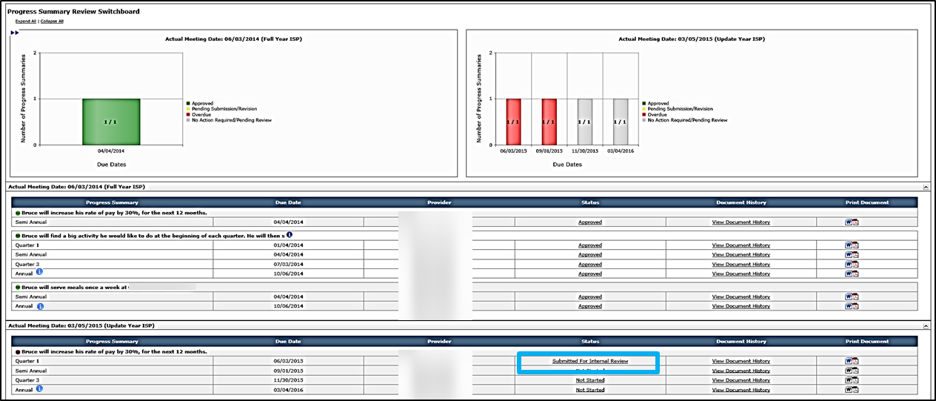 Progress Summary Review Switchboard
Expand All | Collapse All
Actual Meeting Date: 06/03/2014 (Full Year ISP)
Number of Progress Summaries
2
1
0
1 / 1
04/04/2014
Due Dates
Approved
Pending Submission/Revision
Overdue
No Action Required/Pending Review
Actual Meeting Date: 03/05/2015 (Update Year ISP)
Number of Progress Summaries
2
1
0
1 / 1 1 / 1 1 / 1 1 / 1
06/03/2015 09/01/2015 11/30/2015 03/04/2016
Due Dates
Approved
Pending Submission/Revision
Overdue
No Action Required/Pending Review
Actual Meeting Date: 06/03/2014 (Full Year ISP)
Progress Summary Due Date Provider Status Document History Print Document
Bruce will increase his rate of pay by 30%, for the next 12 months.
Semi Annual 04/04/2014 Approved View Document History
Bruce will find a big activity he would like to do at the beginning of each quarter. He will then s
Quarter 1 01/04/2014 Approved View Document History
Semi Annual 04/04/2014 Approved View Document History
Quarter 3 07/03/2014 Approved View Document History
Annual 10/06/2014 Approved View Document History
Bruce will serve meals once a week at
Semi Annual 04/04/2014 Approved View Document History
Annual 10/06/2014 Approved View Document History
Actual Meeting Date: 03/05/2015 (Update Year ISP)
Progress Summary Due Date Provider Status Document History Print Document
Bruce will increase his rate of pay by 30%, for the next 12 months.
Quarter 1 06/03/2015 Submitted For Internal Review View Document History
Semi Annual 09/01/2015 Not Started View Document History
Quarter 3 11/30/2015 Not Started View Document History
Annual 03/04/2016 Not Started View Document History